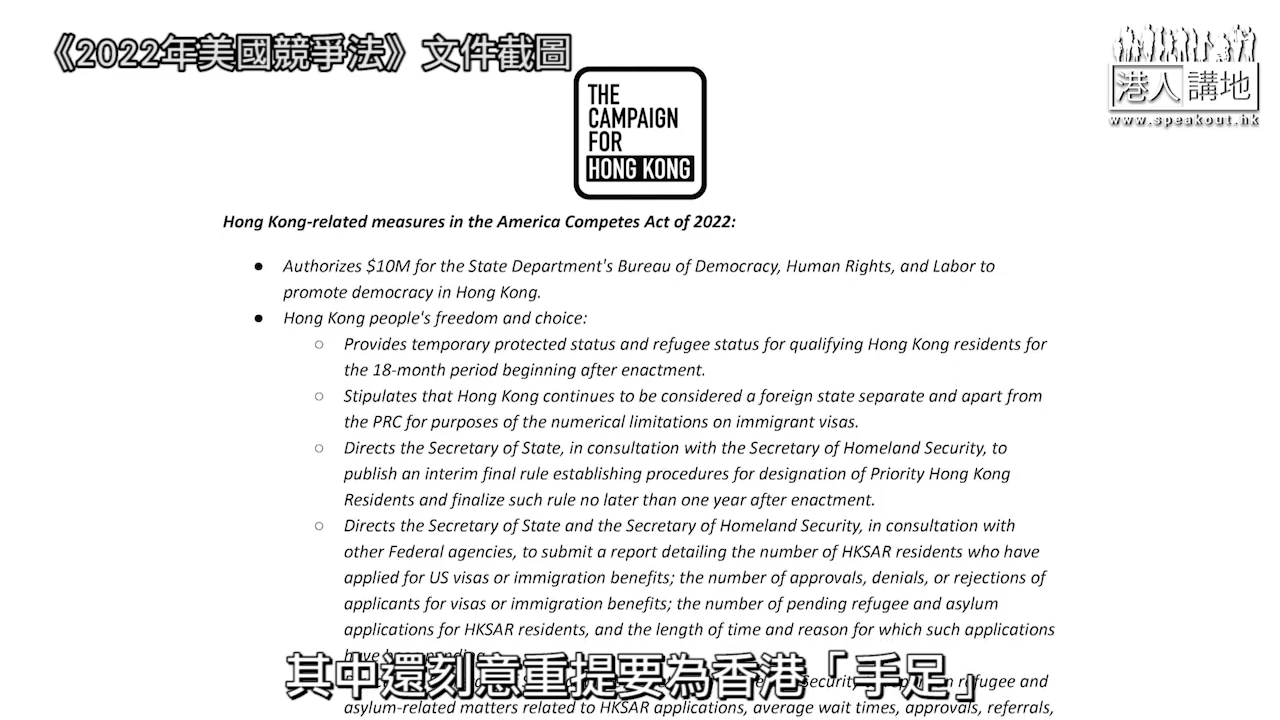 《2022年美國競爭法》文件截圖
港人講地
www.speakout.hk
THE
CAMPAIGN
FOR
HONG KONG
Hong Kong-related measures in the America Competes Act of 2022:
● Authorizes $10M for the State Department's Bureau of Democracy, Human Rights, and Labor to
promote democracy in Hong Kong.
● Hong Kong people's freedom and choice:
○ Provides temporary protected status and refugee status for qualifying Hong Kong residents for
the 18-month period beginning after enactment.
○ Stipulates that Hong Kong continues to be considered a foreign state separate and apart from
the PRC for purposes of the numerical limitations on immigrant visas.
○ Directs the Secretary of State, in consultation with the Secretary of Homeland Security, to
publish an interim final rule establishing procedures for designation of Priority Hong Kong
Residents and finalize such rule no later than one year after enactment.
○ Directs the Secretary of State and the Secretary of Homeland Security, in consultation with
other Federal agencies, to submit a report detailing the number of HKSAR residents who have
applied for US visas or immigration benefits; the number of approvals, denials, or rejections of
applicants for visas or immigration benefits; the number of pending refugee and asylum
applications for HKSAR residents, and the length of time and reason for which such applications
have been pending.
其中還刻意重提要為香港「手足」
refugee and
asylum-related matters related to HKSAR applications, average wait times, approvals, referrals,